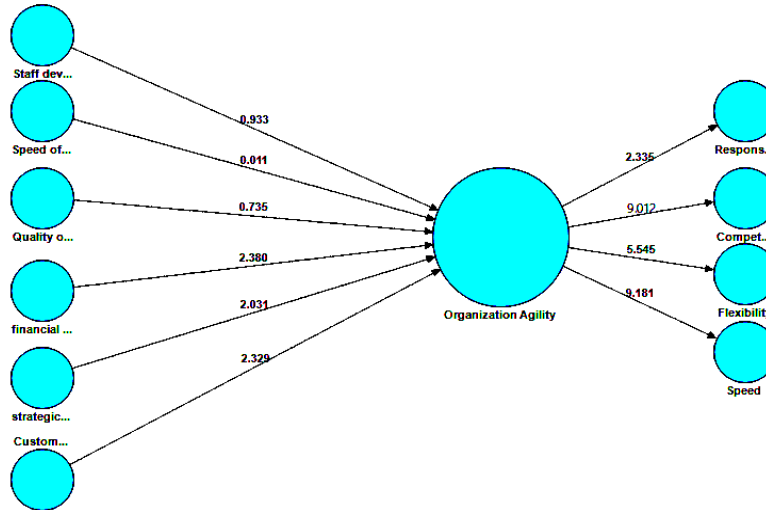 Staff dev...
Speed of...
Quality o...
financial ...
strategic...
Custom...
0.933
0.011
0.735
2.380
2.031
2.329
Organization Agility
2.335
9.012
5.545
9.181
Respons...
Compet...
Flexibility
Speed